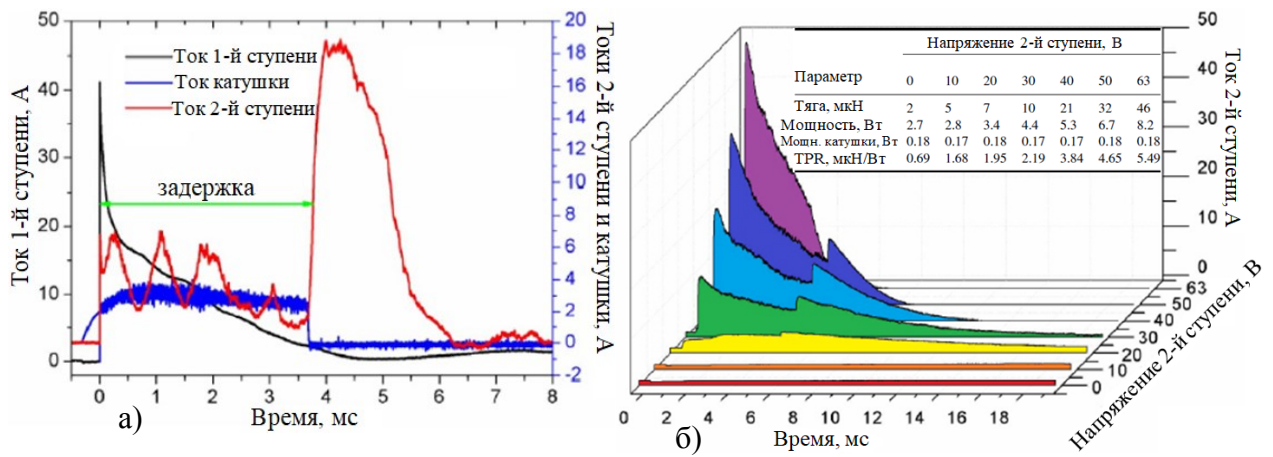 50
40
30
20
10
0
Ток 1-й ступени, А
Ток 1-й ступени
Ток катушки
Ток 2-й ступени
задержка
20
18
16
14
12
10
8
6
4
2
0
-2
Токи 2-й ступени и катушки, А
0 1 2 3 4 5 6 7 8
Время, мс
а)
Напряжение 2-й ступени, В
Параметр 0 10 20 30 40 50 63
Тяга, мкН 2 5 7 10 21 32 46
Мощность, Вт 2.7 2.8 3.4 4.4 5.3 6.7 8.2
Мощн. катушки, Вт 0.18 0.17 0.18 0.17 0.17 0.18 0.18
TPR, мкН/Вт 0.69 1.68 1.95 2.19 3.84 4.65 5.49
50
40
30
20
10
0
Ток 2-й ступени, А
63
50
40
30
20
10
0
Напряжение 2-й ступени, В
0 2 4 6 8 10 12 14 16 18
Время, мс
б)